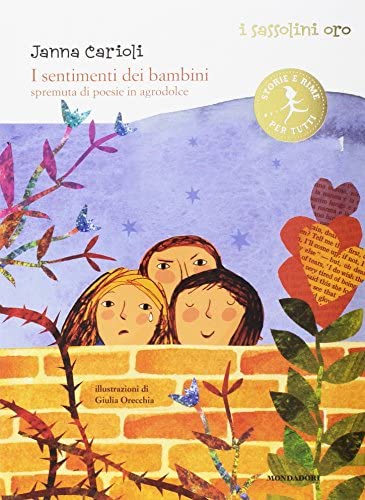 i sassolini oro
Janna Carioli
I sentimenti dei bambini
spremuta di poesie in agrodolce
STORIE E RIME
PER TUTTI
illustrazioni di
Giulia Orecchia
MONDADORI